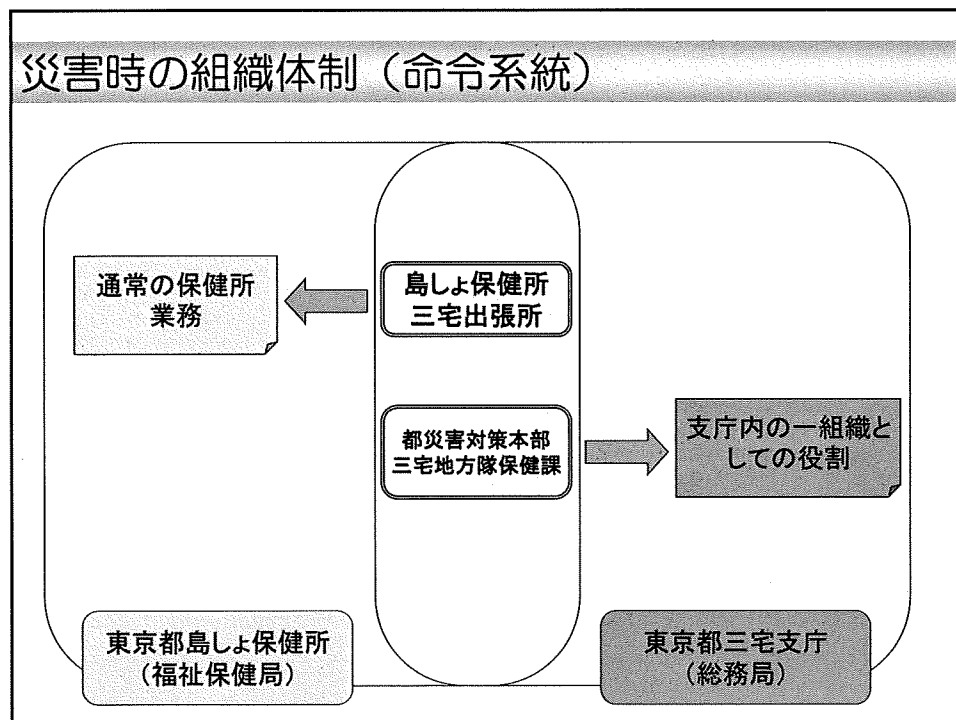 災害時の組織体制（命令系統）
通常の保健所
業務
島しょ保健所
三宅出張所
都災害対策本部
三宅地方隊保健課
支庁内の一組織と
しての役割
東京都島しょ保健所
（福祉保健局）
東京都三宅支庁
（総務局）